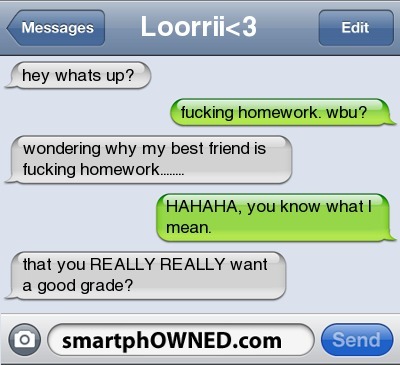 Messages
Loorrii<3
Edit
hey whats up?
fucking homework. wbu?
wondering why my best friend is
fucking homework........
HAHAHA, you know what I
mean.
that you REALLY REALLY want
a good grade?
smartphOWNED.com
Send